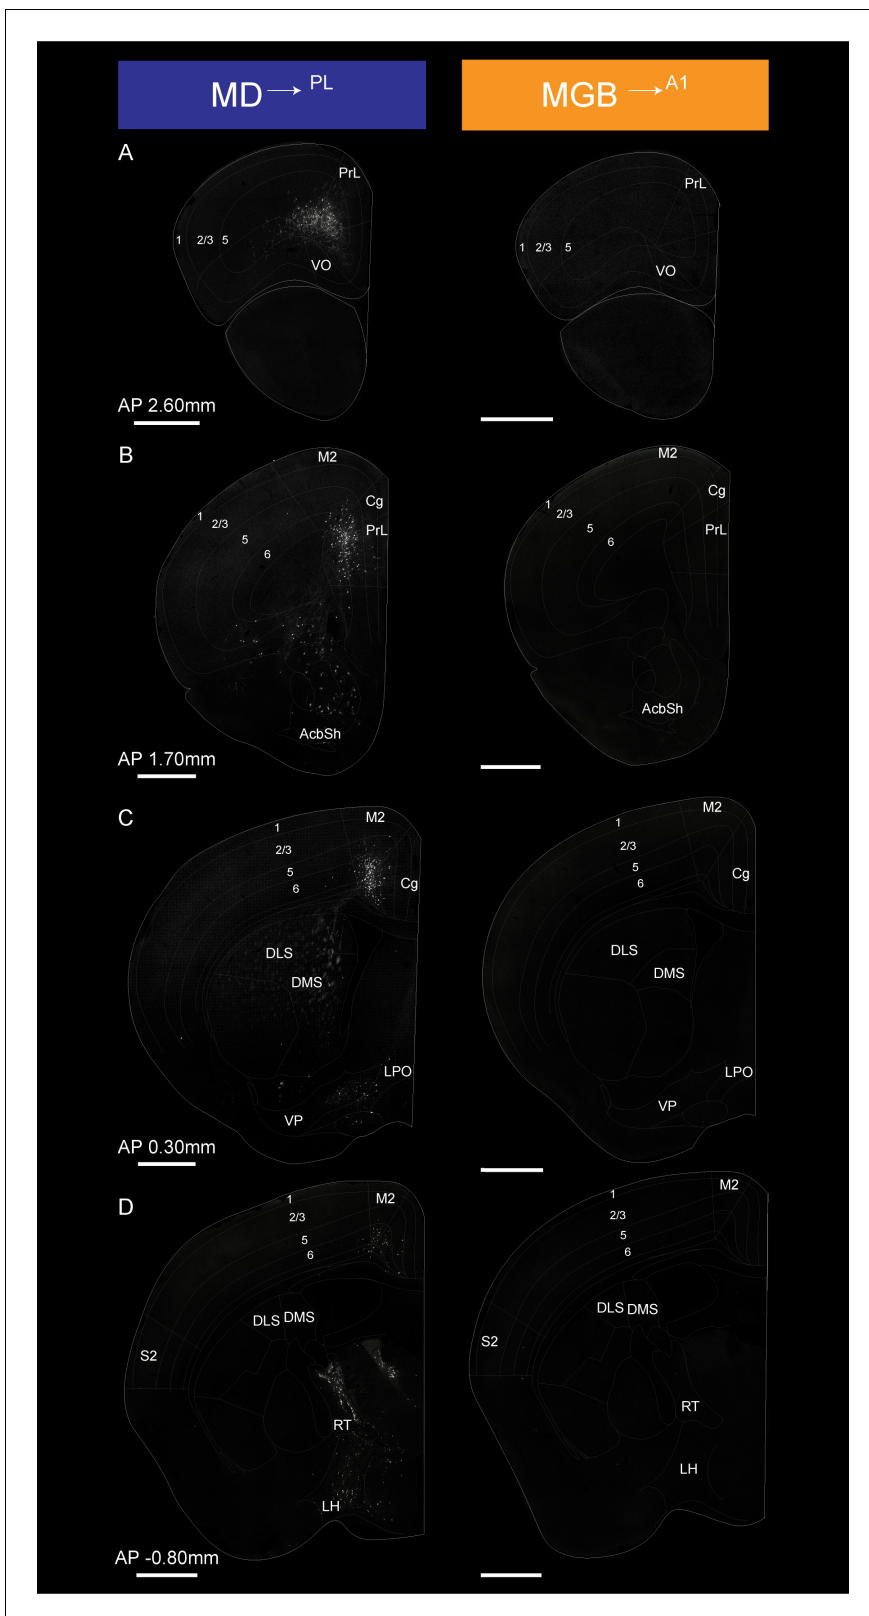 MD → PL
MGB → A1
A
PrL
1 2/3 5
VO
AP 2.60mm
PrL
1 2/3 5
VO
B
M2
Cg
1
2/3
PrL
5
6
AcbSh
AP 1.70mm
M2
Cg
1
2/3
PrL
5
6
AcbSh
C
M2
1
2/3
5
Cg
6
DLS
DMS
LPO
VP
AP 0.30mm
M2
1
2/3
5
Cg
6
DLS
DMS
LPO
VP
D
M2
1
2/3
5
6
DLS DMS
S2
RT
LH
AP -0.80mm
M2
1
2/3
5
6
DLS DMS
S2
RT
LH